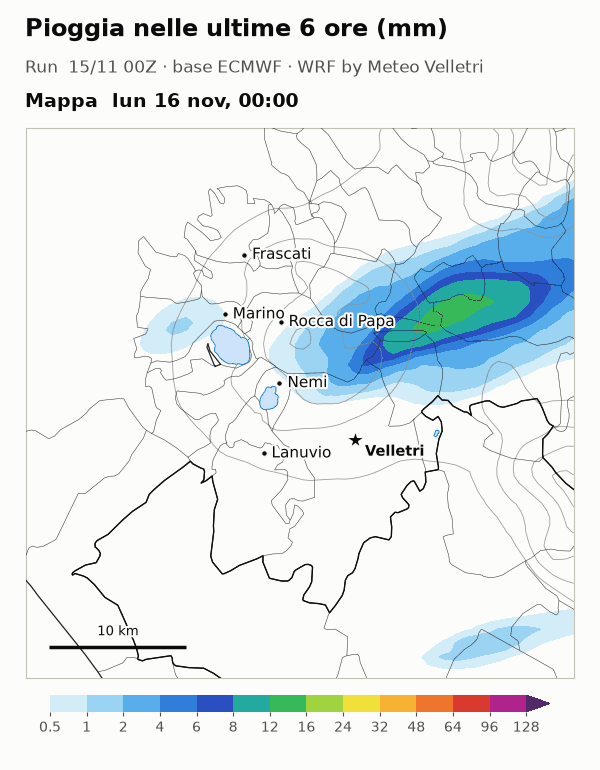 Pioggia nelle ultime 6 ore (mm)
Run  15/11 00Z · base ECMWF · WRF by Meteo Velletri
Mappa  lun 16 nov, 00:00
Frascati
Marino
Rocca di Papa
Nemi
Velletri
Lanuvio
10 km
0.5 1 2 4 6 8 12 16 24 32 48 64 96 128